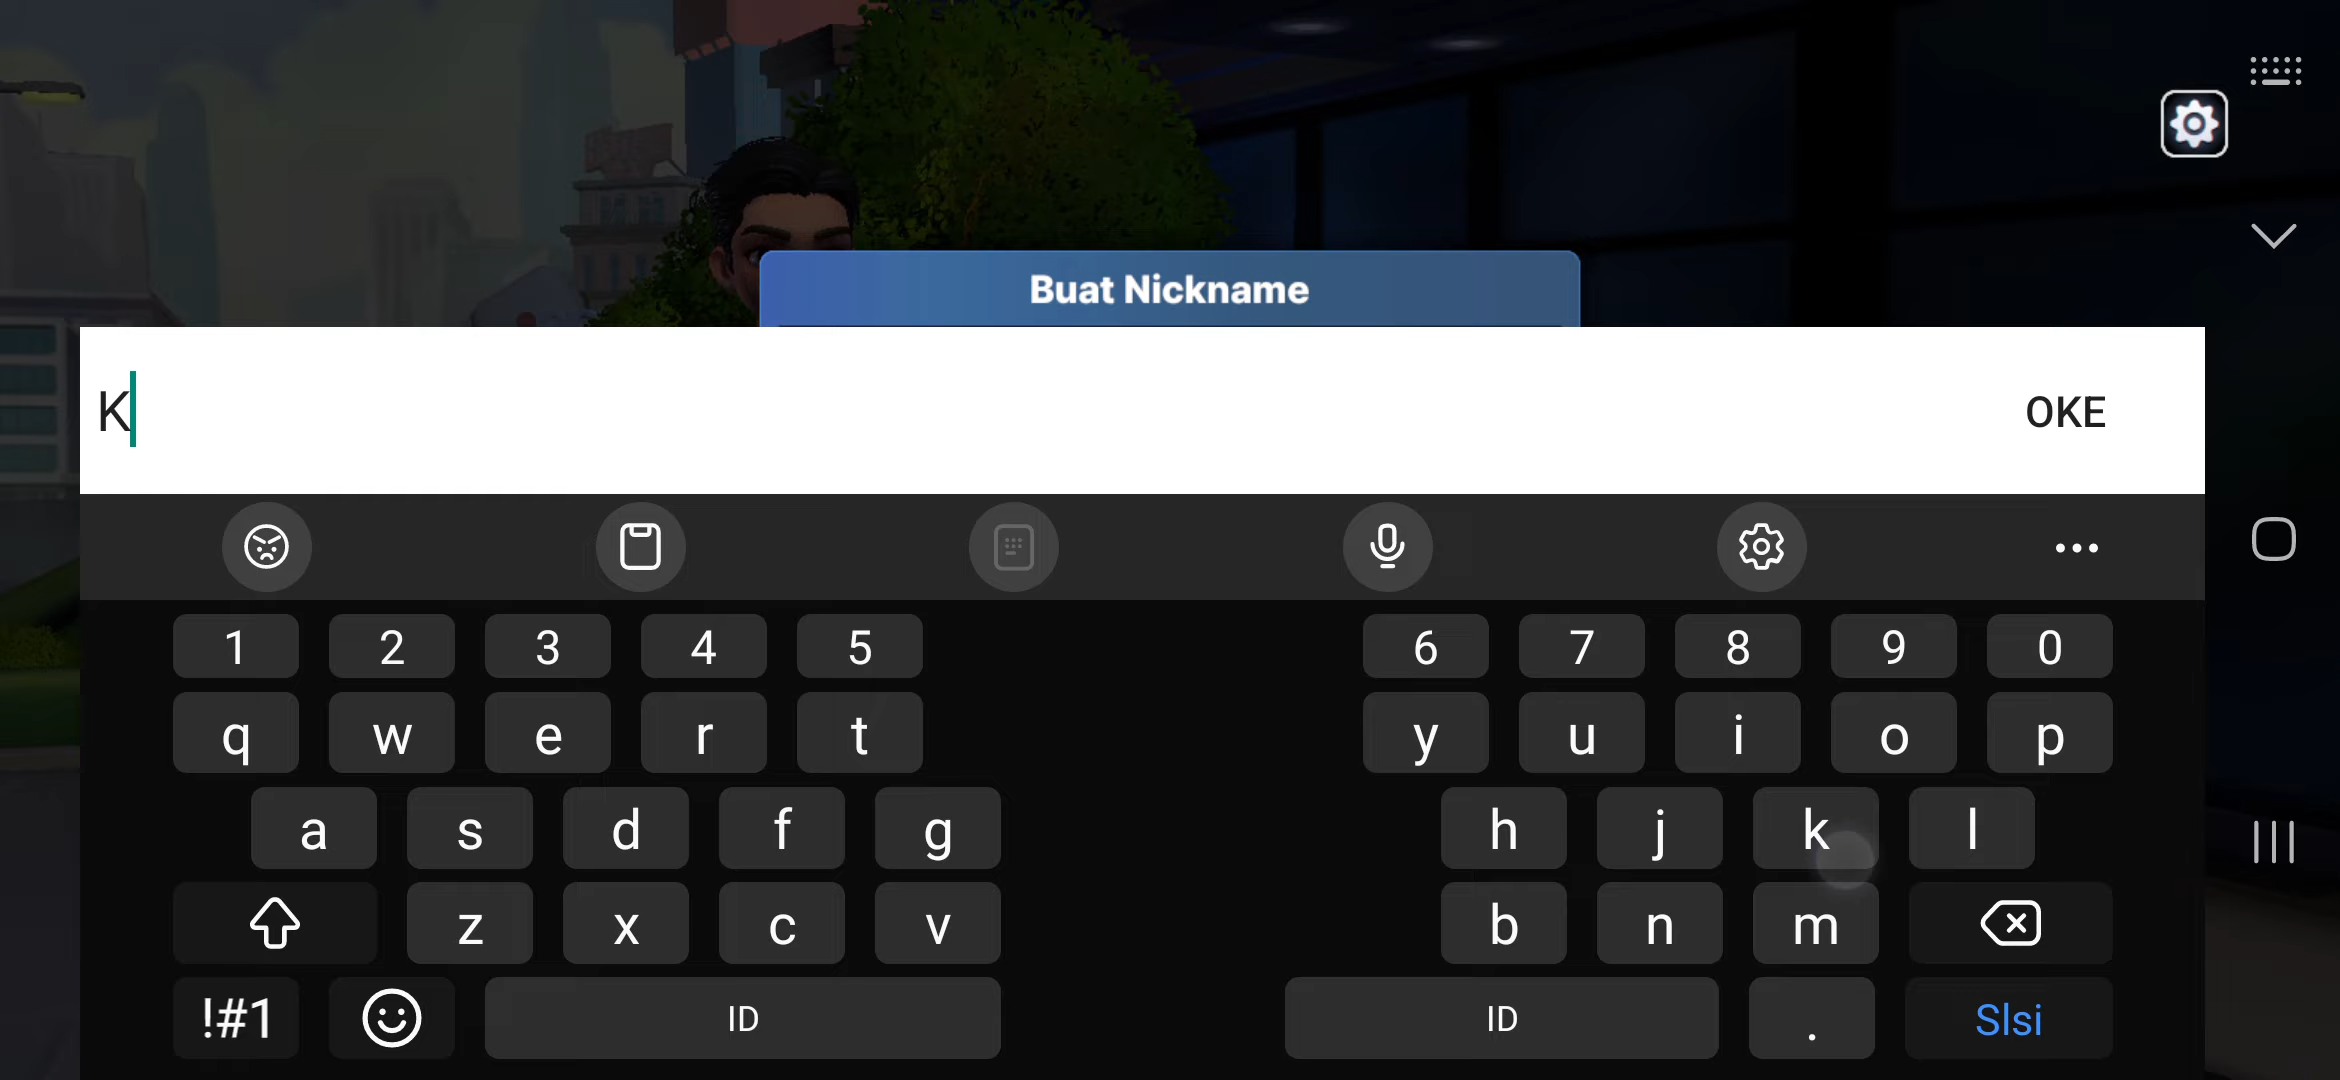 Buat Nickname
K
OKE
1 2 3 4 5 6 7 8 9 0
q w e r t y u i o p
a s d f g h j k l
z x c v b n m
!#1 ID ID . Slsi